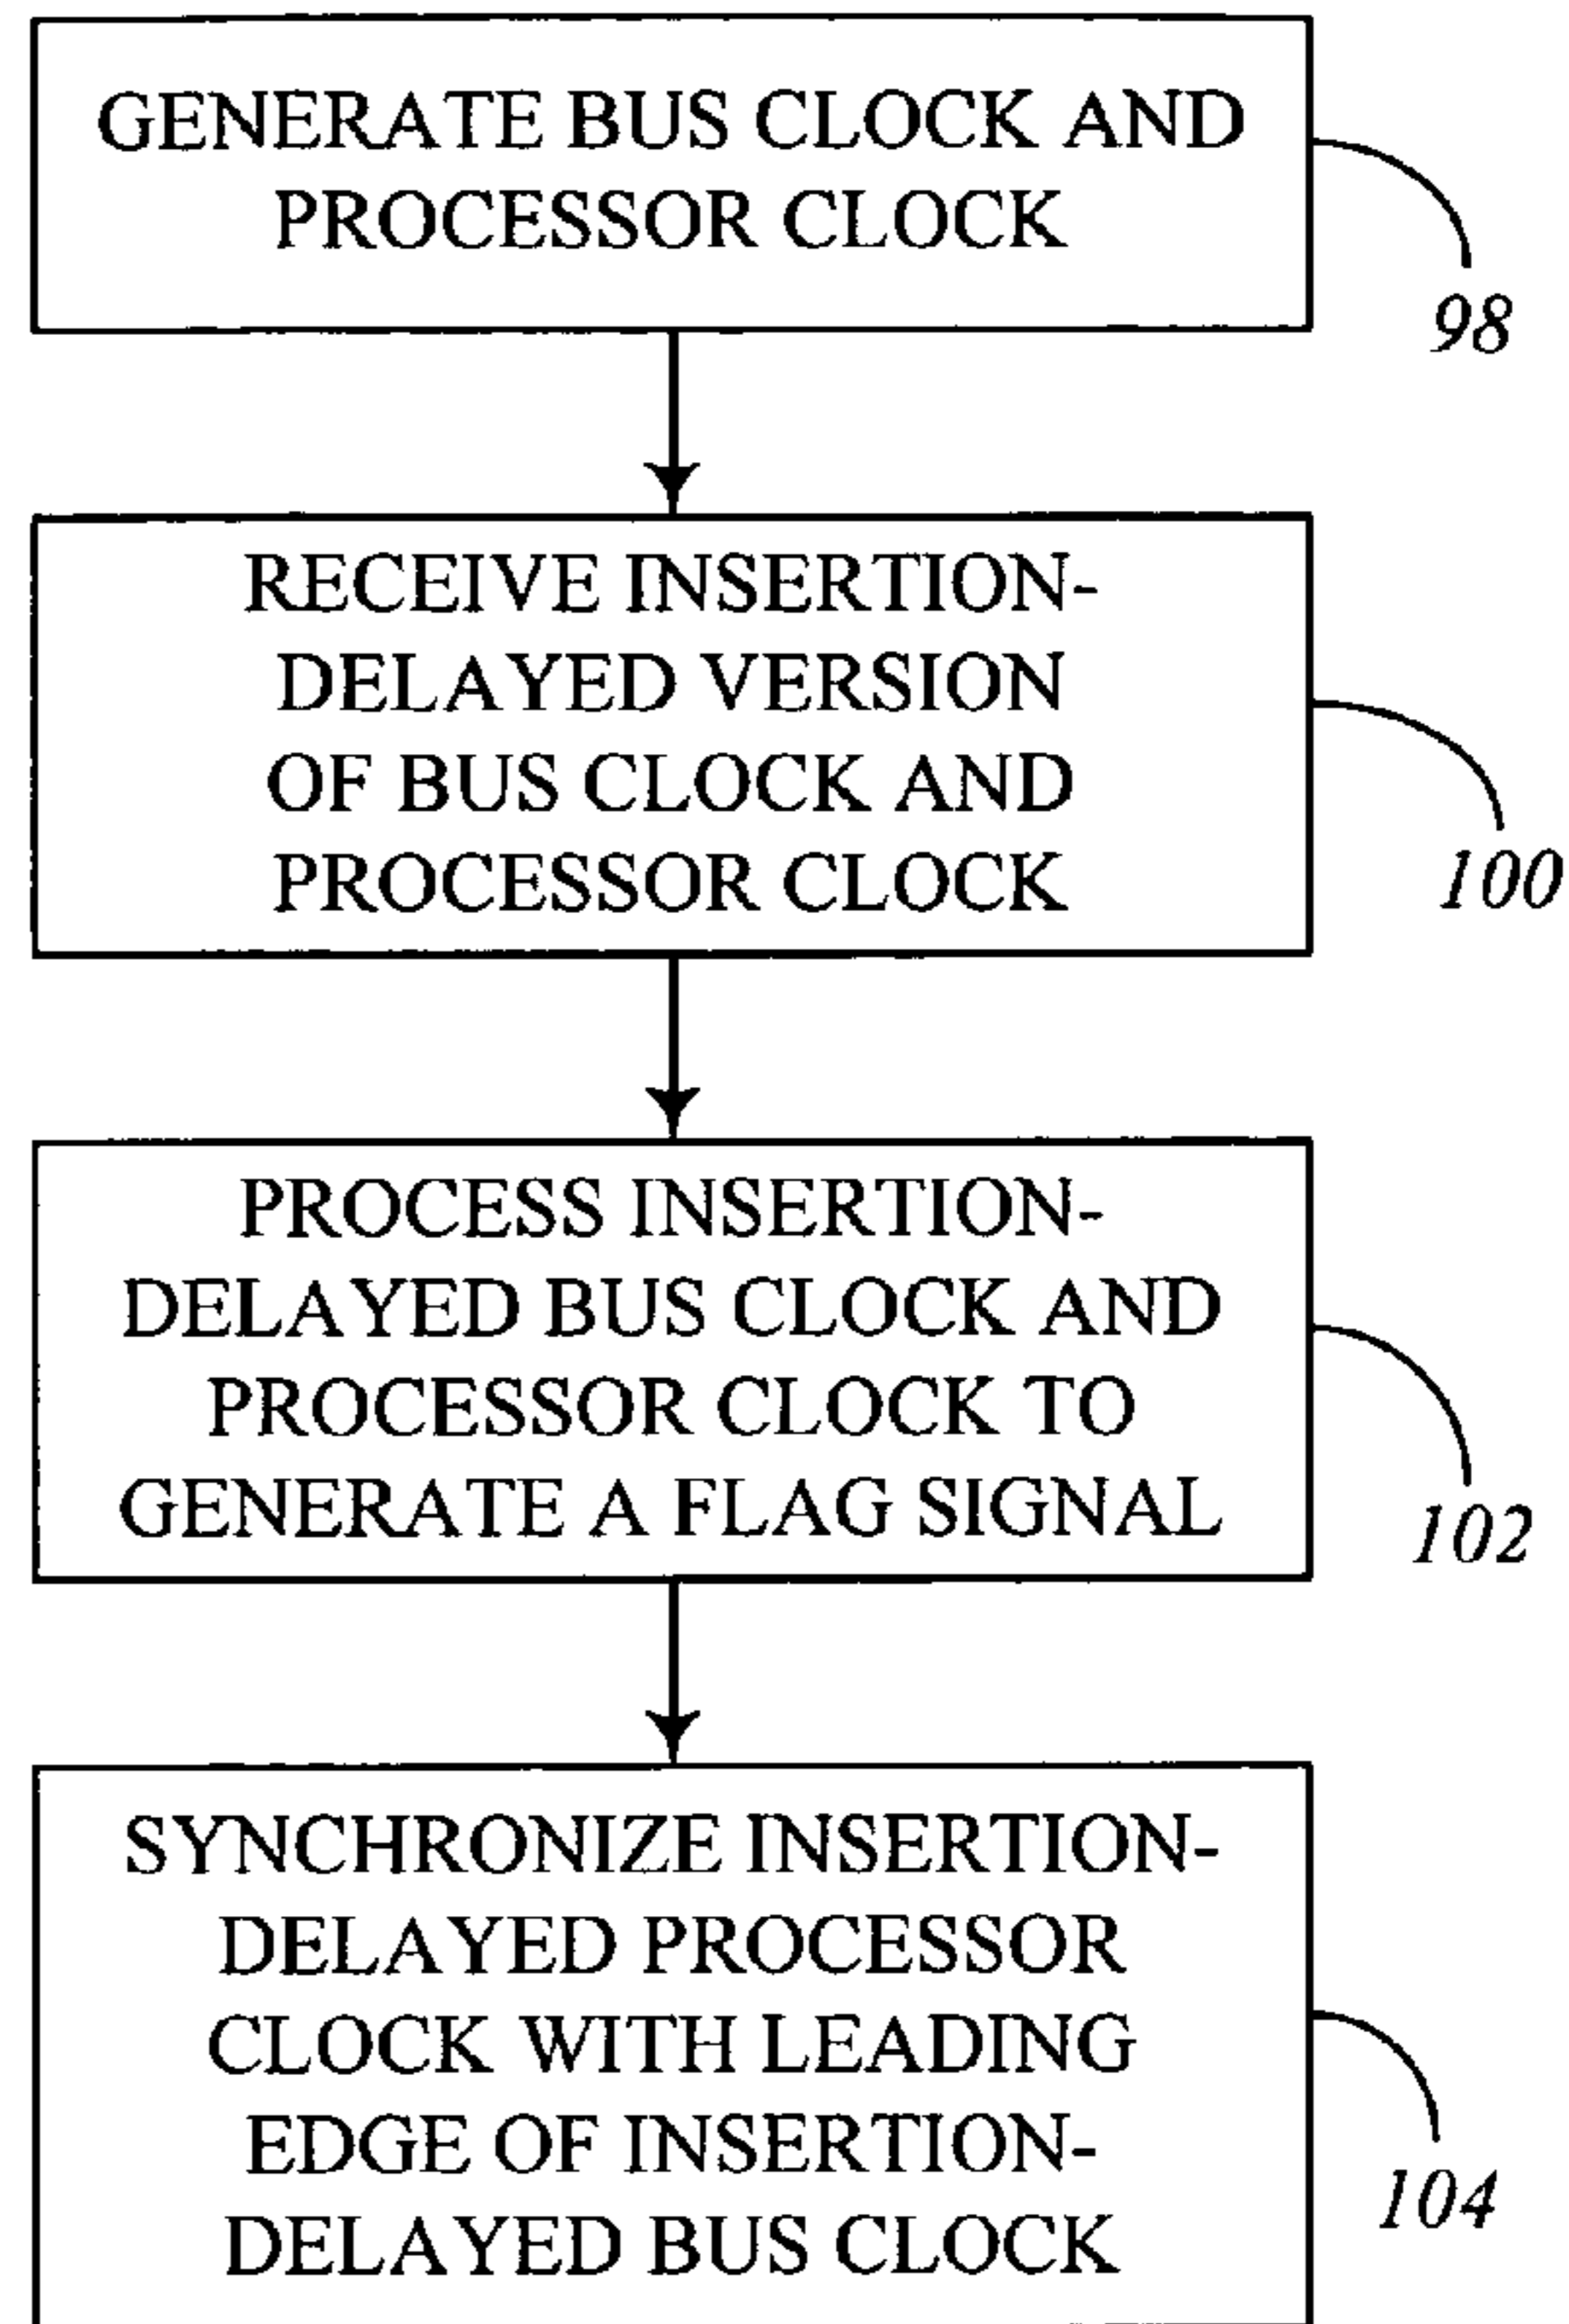 GENERATE BUS CLOCK AND
PROCESSOR CLOCK
98
RECEIVE INSERTION-
DELAYED VERSION
OF BUS CLOCK AND
PROCESSOR CLOCK
100
PROCESS INSERTION-
DELAYED BUS CLOCK AND
PROCESSOR CLOCK TO
GENERATE A FLAG SIGNAL
102
SYNCHRONIZE INSERTION-
DELAYED PROCESSOR
CLOCK WITH LEADING
EDGE OF INSERTION-
DELAYED BUS CLOCK
104